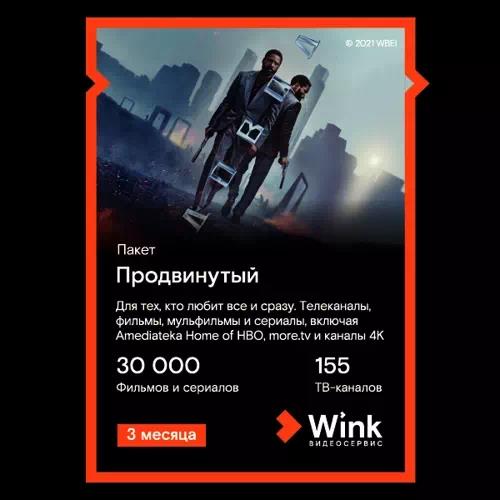 © 2021 WBEI
Пакет
Продвинутый
Для тех, кто любит все и сразу. Телеканалы,
фильмы, мульфильмы и сериалы, включая
Amediateka Home of HBO, more.tv и каналы 4К
30 000
155
Фильмов и сериалов
ТВ-каналов
3 месяца
Wink
ВИДЕОСЕРВИС